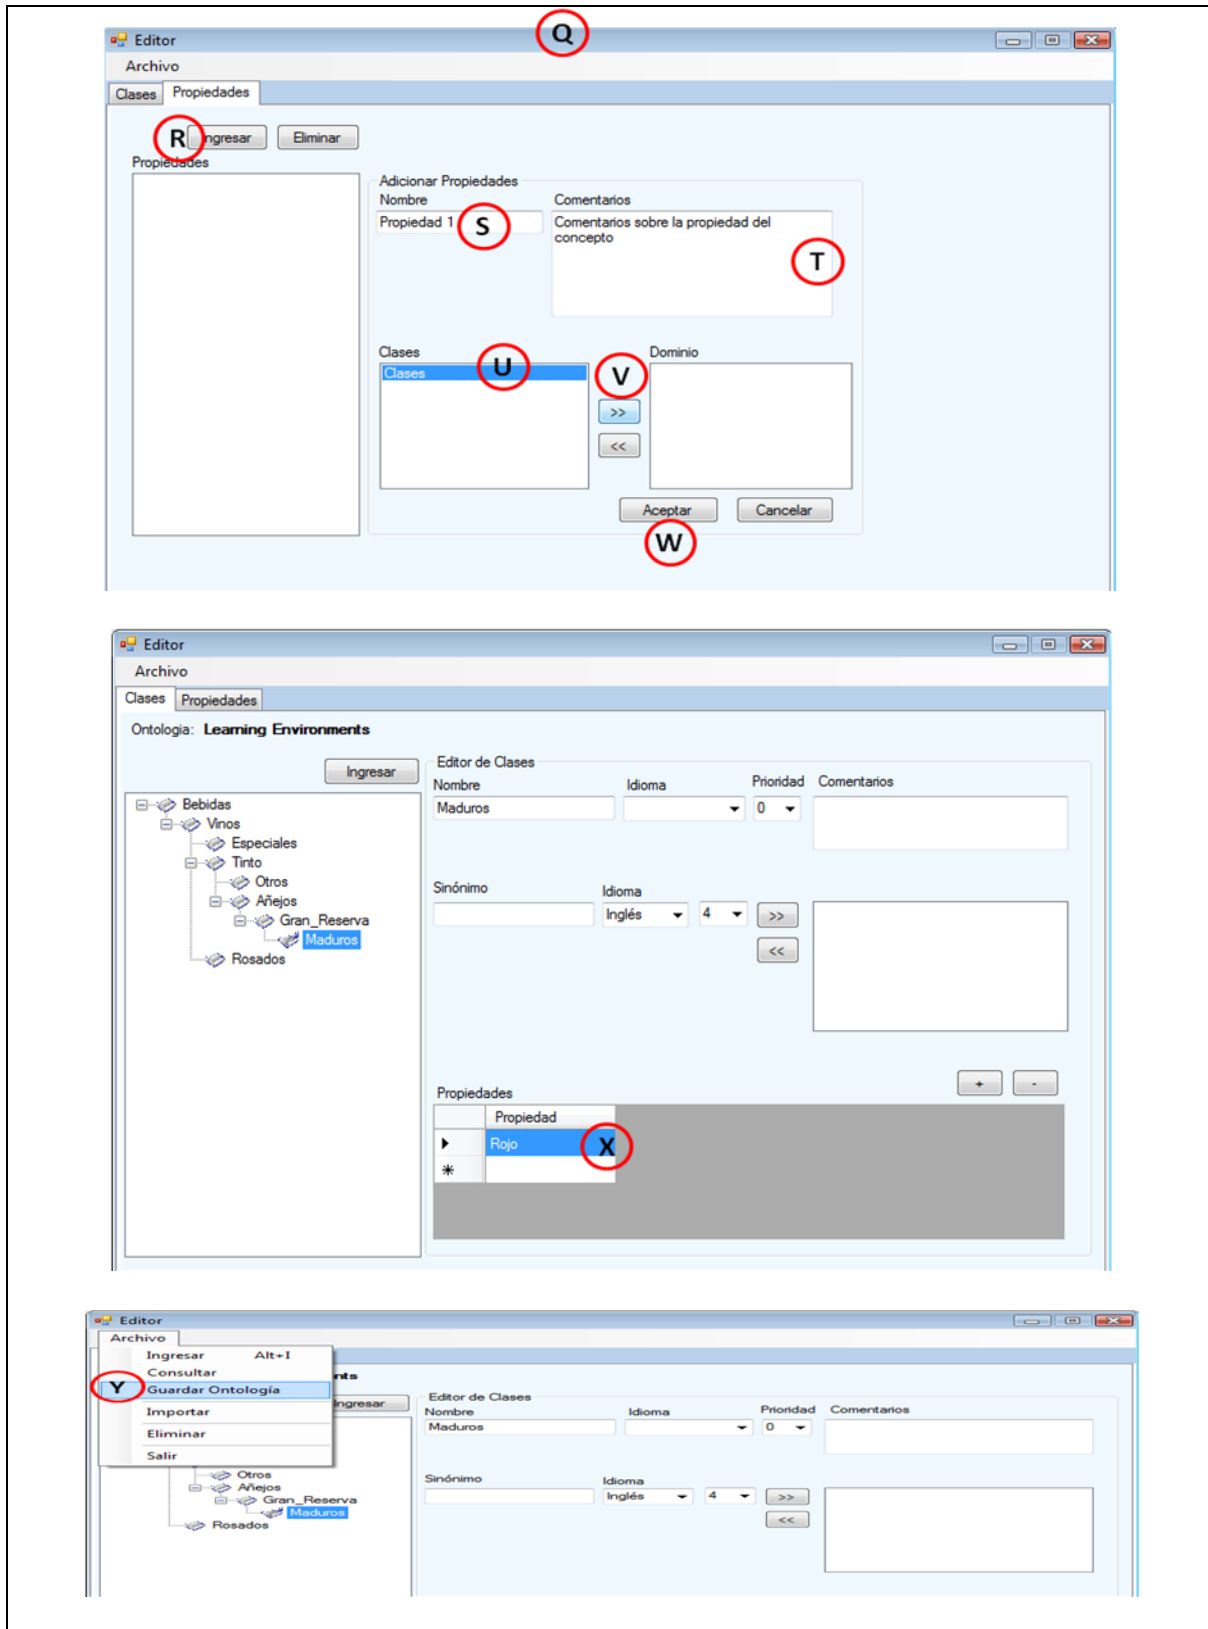 Editor
Q
Archivo
Clases Propiedades
R Ingresar Eliminar
Propiedades
Adicionar Propiedades
Nombre Comentarios
Propiedad 1 S Comentarios sobre la propiedad del
concepto
T
Clases Dominio
Clases U V
>>
<<
Aceptar Cancelar
W
Editor
Archivo
Clases Propiedades
Ontologia: Learning Environments
Ingresar Editor de Clases
Nombre Idioma Prioridad Comentarios
Bebidas Maduros 0
Vinos
Especiales
Tinto
Otros Sinónimo Idioma
Añejos
Gran_Reserva Inglés 4 >>
Maduros
Rosados <<
+ -
Propiedades
Propiedad
Rojo X
Editor
Archivo
Ingresar Alt+I
Consultar nts
Y Guardar Ontología
Importar Ingresar Editor de Clases
Nombre Idioma Prioridad Comentarios
Eliminar Maduros 0
Salir
Otros Sinónimo Idioma
Añejos
Gran_Reserva Inglés 4 >>
Maduros
Rosados <<